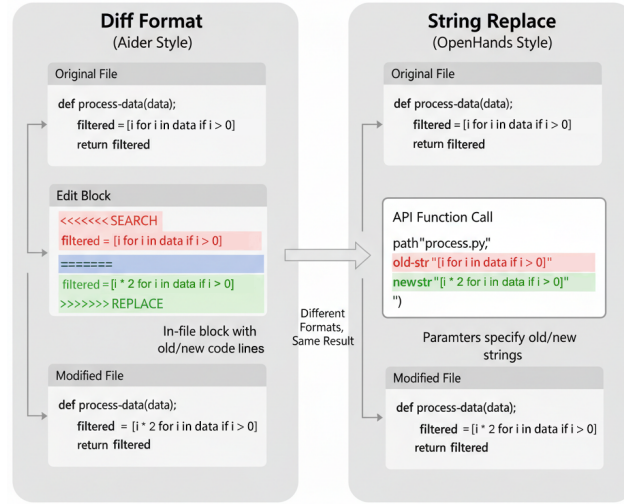 Diff Format
(Aider Style)
Original File
def process-data(data);
filtered = [i for i in data if i > 0]
return filtered
Edit Block
<<<<<<< SEARCH
filtered = [i for i in data if i > 0]
=======
filtered = [i * 2 for i in data if i > 0]
>>>>>>> REPLACE
In-file block with
old/new code lines
Modified File
def process-data(data);
filtered = [i * 2 for i in data if i > 0]
return filtered
Different
Formats,
Same Result
String Replace
(OpenHands Style)
Original File
def process-data(data);
filtered = [i for i in data if i > 0]
return filtered
API Function Call
path"process.py,"
old-str "[i for i in data if i > 0]"
newstr "[i * 2 for i in data if i > 0]"
")
Paramters specify old/new
strings
Modified File
def process-data(data);
filtered = [i * 2 for i in data if i > 0]
return filtered